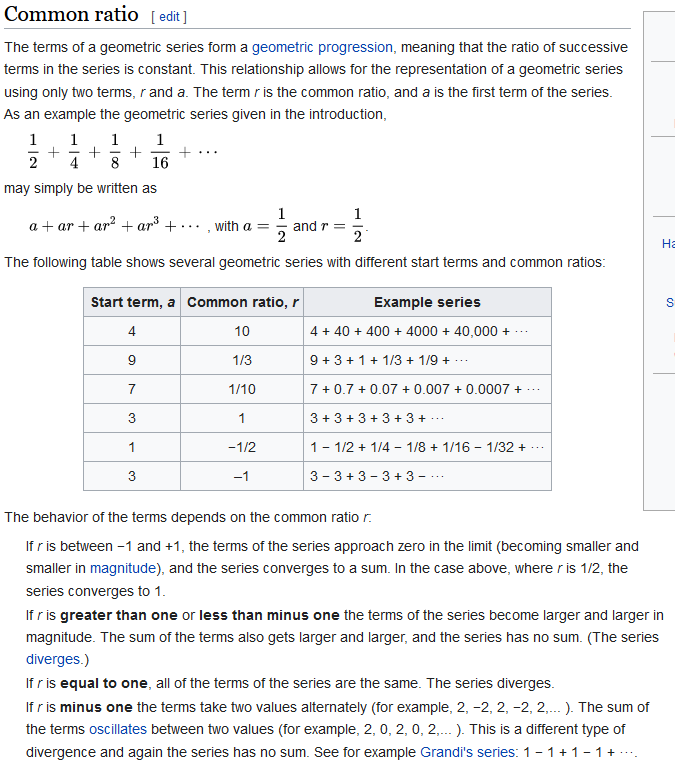 Common ratio [ edit ]
The terms of a geometric series form a geometric progression, meaning that the ratio of successive
terms in the series is constant. This relationship allows for the representation of a geometric series
using only two terms, r and a. The term r is the common ratio, and a is the first term of the series.
As an example the geometric series given in the introduction,
1/2 + 1/4 + 1/8 + 1/16 + ···
may simply be written as
a + ar + ar² + ar³ + ··· , with a = 1/2 and r = 1/2.
The following table shows several geometric series with different start terms and common ratios:
Start term, a Common ratio, r Example series
4 10 4 + 40 + 400 + 4000 + 40,000 + ···
9 1/3 9 + 3 + 1 + 1/3 + 1/9 + ···
7 1/10 7 + 0.7 + 0.07 + 0.007 + 0.0007 + ···
3 1 3 + 3 + 3 + 3 + 3 + ···
1 −1/2 1 − 1/2 + 1/4 − 1/8 + 1/16 − 1/32 + ···
3 −1 3 − 3 + 3 − 3 + 3 − ···
The behavior of the terms depends on the common ratio r:
If r is between −1 and +1, the terms of the series approach zero in the limit (becoming smaller and
smaller in magnitude), and the series converges to a sum. In the case above, where r is 1/2, the
series converges to 1.
If r is greater than one or less than minus one the terms of the series become larger and larger in
magnitude. The sum of the terms also gets larger and larger, and the series has no sum. (The series
diverges.)
If r is equal to one, all of the terms of the series are the same. The series diverges.
If r is minus one the terms take two values alternately (for example, 2, −2, 2, −2, 2,... ). The sum of
the terms oscillates between two values (for example, 2, 0, 2, 0, 2,... ). This is a different type of
divergence and again the series has no sum. See for example Grandi's series: 1 − 1 + 1 − 1 + ···.